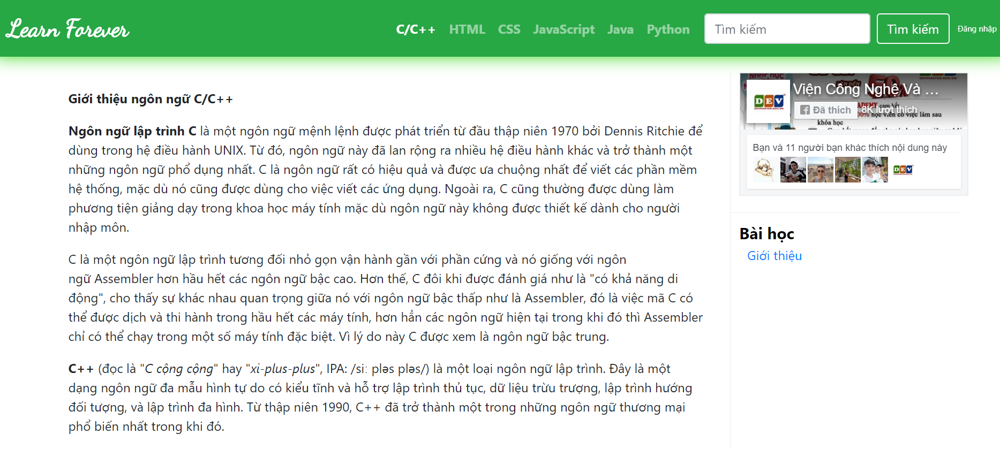 Learn Forever
C/C++ HTML CSS JavaScript Java Python Tìm kiếm Tìm kiếm Đăng nhập
Giới thiệu ngôn ngữ C/C++
Ngôn ngữ lập trình C là một ngôn ngữ mệnh lệnh được phát triển từ đầu thập niên 1970 bởi Dennis Ritchie để
dùng trong hệ điều hành UNIX. Từ đó, ngôn ngữ này đã lan rộng ra nhiều hệ điều hành khác và trở thành một
những ngôn ngữ phổ dụng nhất. C là ngôn ngữ rất có hiệu quả và được ưa chuộng nhất để viết các phần mềm
hệ thống, mặc dù nó cũng được dùng cho việc viết các ứng dụng. Ngoài ra, C cũng thường được dùng làm
phương tiện giảng dạy trong khoa học máy tính mặc dù ngôn ngữ này không được thiết kế dành cho người
nhập môn.
C là một ngôn ngữ lập trình tương đối nhỏ gọn vận hành gần với phần cứng và nó giống với ngôn
ngữ Assembler hơn hầu hết các ngôn ngữ bậc cao. Hơn thế, C đôi khi được đánh giá như là "có khả năng di
động", cho thấy sự khác nhau quan trọng giữa nó với ngôn ngữ bậc thấp như là Assembler, đó là việc mã C có
thể được dịch và thi hành trong hầu hết các máy tính, hơn hẳn các ngôn ngữ hiện tại trong khi đó thì Assembler
chỉ có thể chạy trong một số máy tính đặc biệt. Vì lý do này C được xem là ngôn ngữ bậc trung.
C++ (đọc là "C cộng cộng" hay "xi-plus-plus", IPA: /siː pləs pləs/) là một loại ngôn ngữ lập trình. Đây là một
dạng ngôn ngữ đa mẫu hình tự do có kiểu tĩnh và hỗ trợ lập trình thủ tục, dữ liệu trừu trượng, lập trình hướng
đối tượng, và lập trình đa hình. Từ thập niên 1990, C++ đã trở thành một trong những ngôn ngữ thương mại
phổ biến nhất trong khi đó.
DEV
DEVMASTER.EDU.VN
Viện Công Nghệ Và ...
Đã thích 8K lượt thích
cam kết
học viên có việc làm sau
khóa học
Bạn và 11 người bạn khác thích nội dung này
DEV
Bài học
Giới thiệu